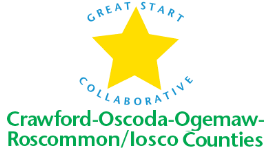 GREAT START
COLLABORATIVE
Crawford-Oscoda-Ogemaw-
Roscommon/Iosco Counties